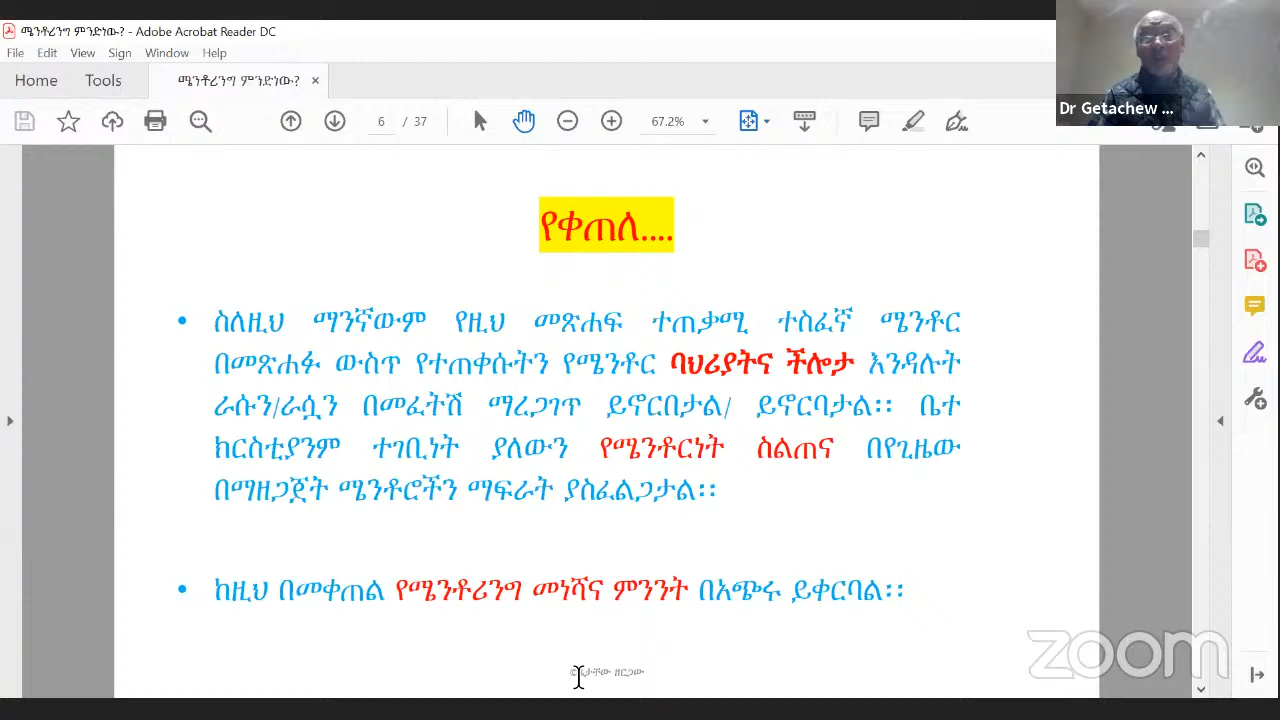 ሜንቶሪንግ ምንድነው? - Adobe Acrobat Reader DC
File Edit View Sign Window Help
Home Tools ሜንቶሪንግ ምንድነው? ×
6 / 37 67.2%
Dr Getachew ...
የቀጠለ....
• ስለዚህ ማንኛውም የዚህ መጽሐፍ ተጠቃሚ ተስፈኛ ሜንቶር
በመጽሐፉ ውስጥ የተጠቀሱትን የሜንቶር ባህሪያትና ችሎታ እንዳሉት
ራሱን/ራሷን በመፈትሽ ማረጋገጥ ይኖርበታል/ ይኖርባታል፡፡ ቤተ
ክርስቲያንም ተገቢነት ያለውን የሜንቶርነት ስልጠና በየጊዜው
በማዘጋጀት ሜንቶሮችን ማፍራት ያስፈልጋታል፡፡
• ከዚህ በመቀጠል የሜንቶሪንግ መነሻና ምንንት በአጭሩ ይቀርባል፡፡
ዘርጋው
zoom